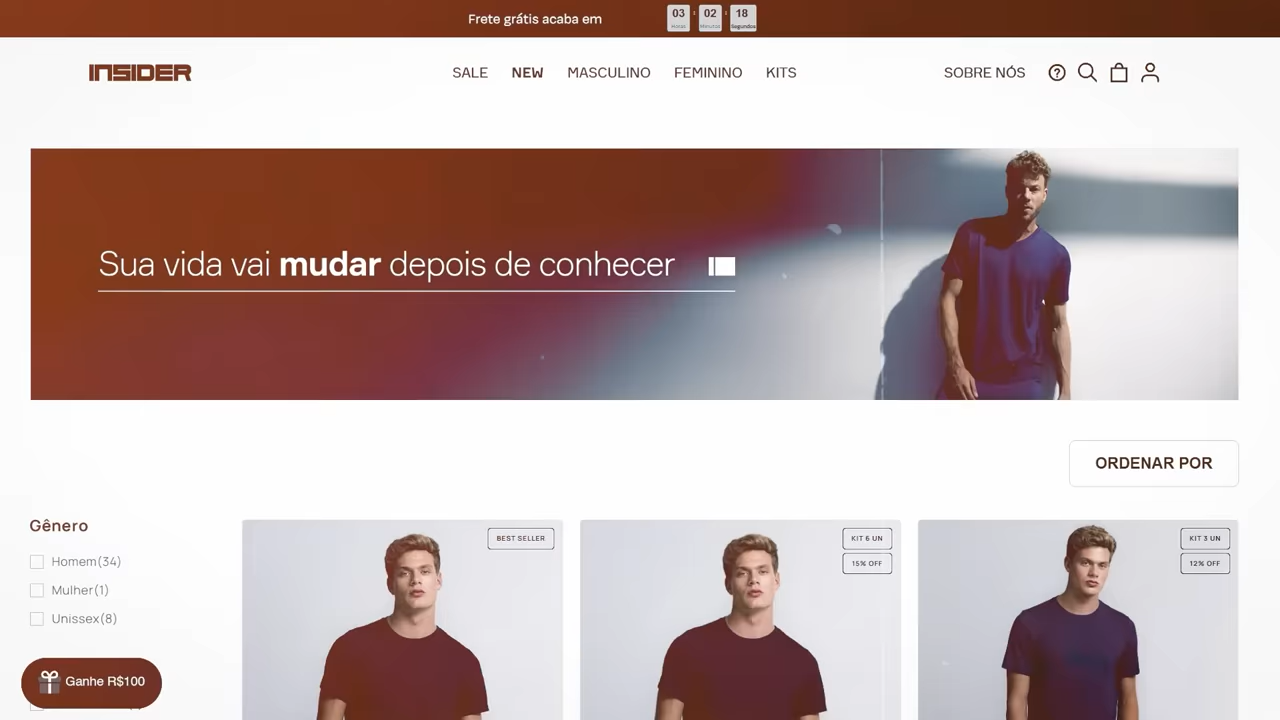 Frete grátis acaba em
03 : 02 : 18
Horas Minutos Segundos
INSIDER
SALE NEW MASCULINO FEMININO KITS
SOBRE NÓS
Sua vida vai mudar depois de conhecer
ORDENAR POR
Gênero
Homem(34)
Mulher(1)
Unissex(8)
Ganhe R$100
BEST SELLER
KIT 6 UN
15% OFF
KIT 3 UN
12% OFF